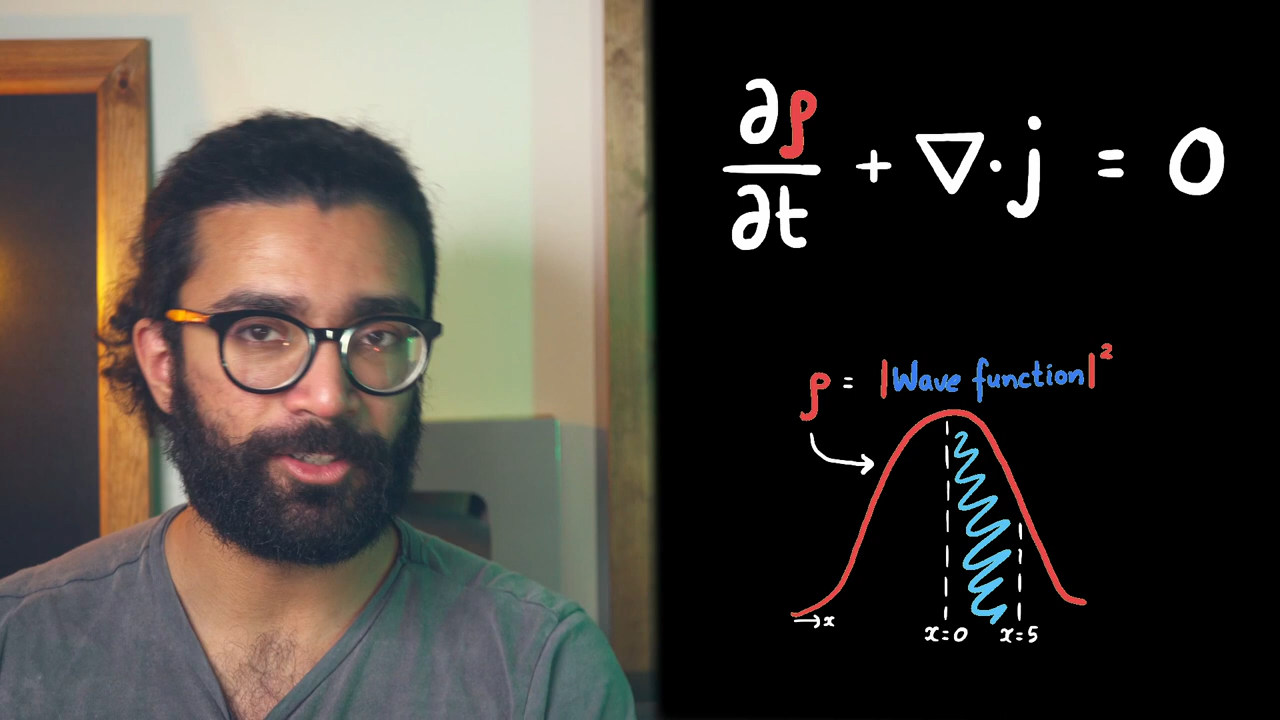 ∂ρ/∂t + ∇·j = 0
ρ = |Wave function|²
→x
x=0 x=5